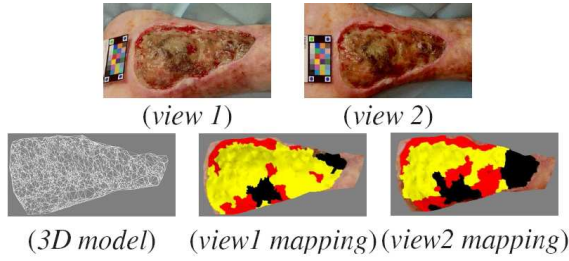 (view 1)
(view 2)
(3D model)
(view1 mapping)
(view2 mapping)